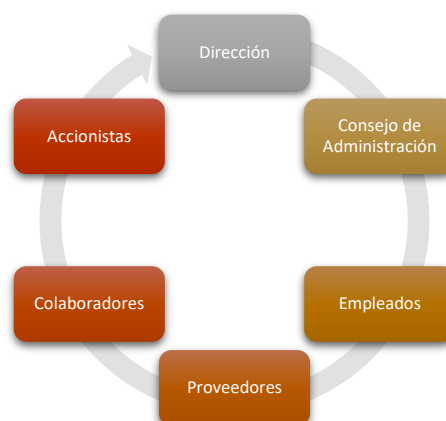 Dirección
Consejo de
Administración
Empleados
Proveedores
Colaboradores
Accionistas